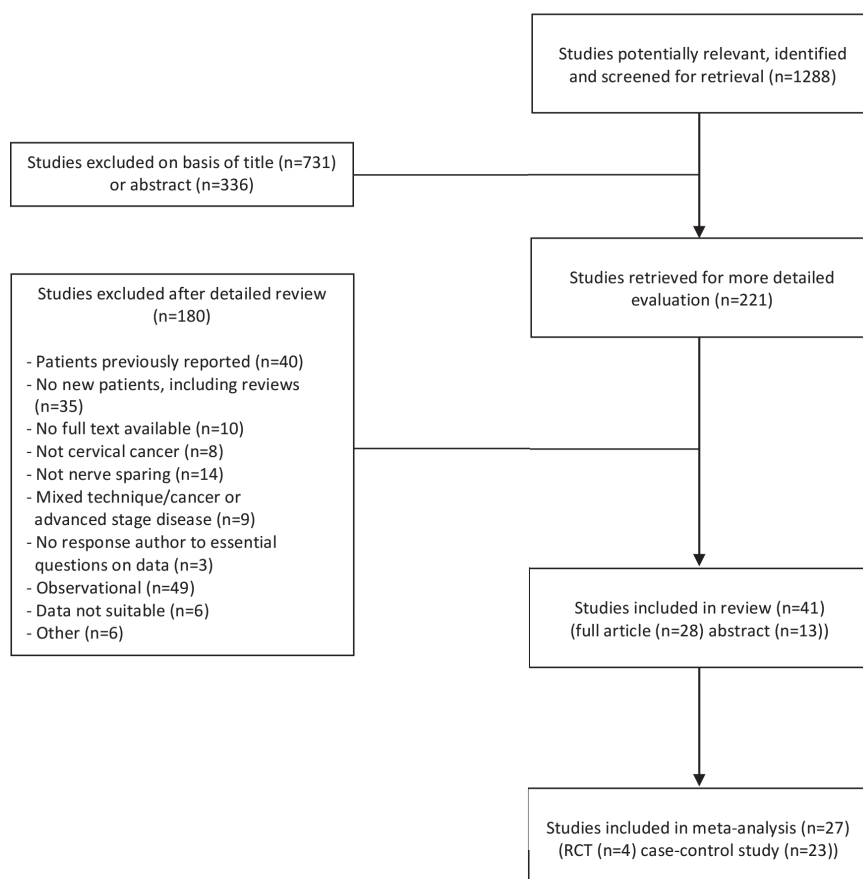 Studies potentially relevant, identified
and screened for retrieval (n=1288)
Studies excluded on basis of title (n=731)
or abstract (n=336)
Studies retrieved for more detailed
evaluation (n=221)
Studies excluded after detailed review
(n=180)
- Patients previously reported (n=40)
- No new patients, including reviews
(n=35)
- No full text available (n=10)
- Not cervical cancer (n=8)
- Not nerve sparing (n=14)
- Mixed technique/cancer or
advanced stage disease (n=9)
- No response author to essential
questions on data (n=3)
- Observational (n=49)
- Data not suitable (n=6)
- Other (n=6)
Studies included in review (n=41)
(full article (n=28) abstract (n=13))
Studies included in meta-analysis (n=27)
(RCT (n=4) case-control study (n=23))